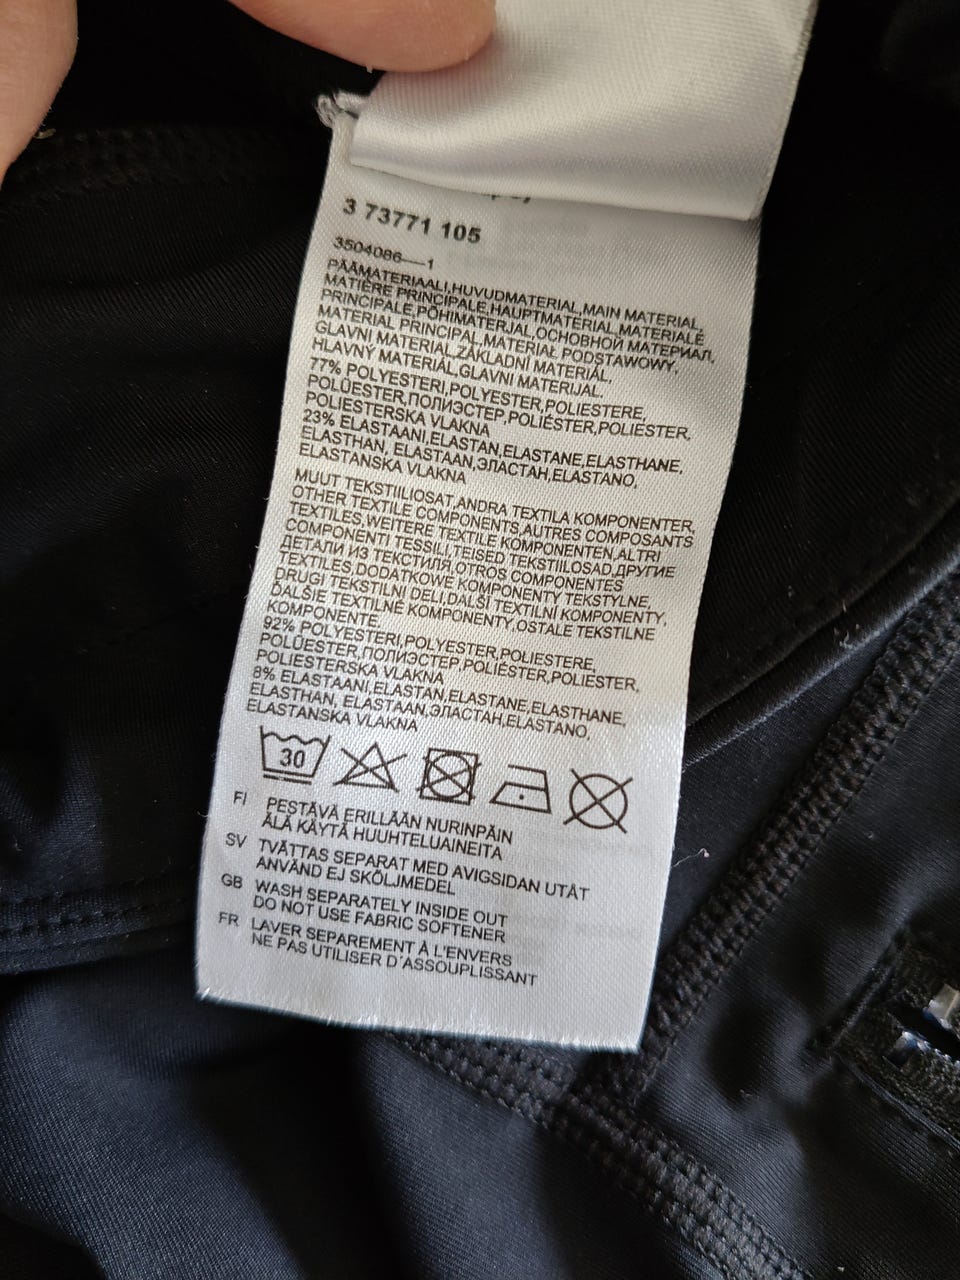 3 73771 105
3504086—1
PÄÄMATERIAALI,HUVUDMATERIAL,MAIN MATERIAL,
MATIÈRE PRINCIPALE,HAUPTMATERIAL,MATERIALE
PRINCIPALE,PÕHIMATERJAL,ОСНОВНОЙ МАТЕРИАЛ,
MATERIAL PRINCIPAL,MATERIAŁ PODSTAWOWY,
GLAVNI MATERIAL,ZÁKLADNÍ MATERIÁL,
HLAVNÝ MATERIÁL,GLAVNI MATERIJAL.
77% POLYESTERI,POLYESTER,POLIESTERE,
POLÜESTER,ПОЛИЭСТЕР,POLIÉSTER,POLIESTER,
POLIESTERSKA VLAKNA
23% ELASTAANI,ELASTAN,ELASTANE,ELASTHANE,
ELASTHAN, ELASTAAN,ЭЛАСТАН,ELASTANO,
ELASTANSKA VLAKNA
MUUT TEKSTIILIOSAT,ANDRA TEXTILA KOMPONENTER,
OTHER TEXTILE COMPONENTS,AUTRES COMPOSANTS
TEXTILES,WEITERE TEXTILE KOMPONENTEN,ALTRI
COMPONENTI TESSILI,TEISED TEKSTIILOSAD,ДРУГИЕ
ДЕТАЛИ ИЗ ТЕКСТИЛЯ,OTROS COMPONENTES
TEXTILES,DODATKOWE KOMPONENTY TEKSTYLNE,
DRUGI TEKSTILNI DELI,DALŠÍ TEXTILNÍ KOMPONENTY,
DALŠIE TEXTILNÉ KOMPONENTY,OSTALE TEKSTILNE
KOMPONENTE.
92% POLYESTERI,POLYESTER,POLIESTERE,
POLÜESTER,ПОЛИЭСТЕР,POLIÉSTER,POLIESTER,
POLIESTERSKA VLAKNA
8% ELASTAANI,ELASTAN,ELASTANE,ELASTHANE,
ELASTHAN, ELASTAAN,ЭЛАСТАН,ELASTANO,
ELASTANSKA VLAKNA
30
FI PESTÄVÄ ERILLÄÄN NURINPÄIN
ÄLÄ KÄYTÄ HUUHTELUAINEITA
SV TVÄTTAS SEPARAT MED AVIGSIDAN UTÅT
ANVÄND EJ SKÖLJMEDEL
GB WASH SEPARATELY INSIDE OUT
DO NOT USE FABRIC SOFTENER
FR LAVER SEPAREMENT À L'ENVERS
NE PAS UTILISER D'ASSOUPLISSANT